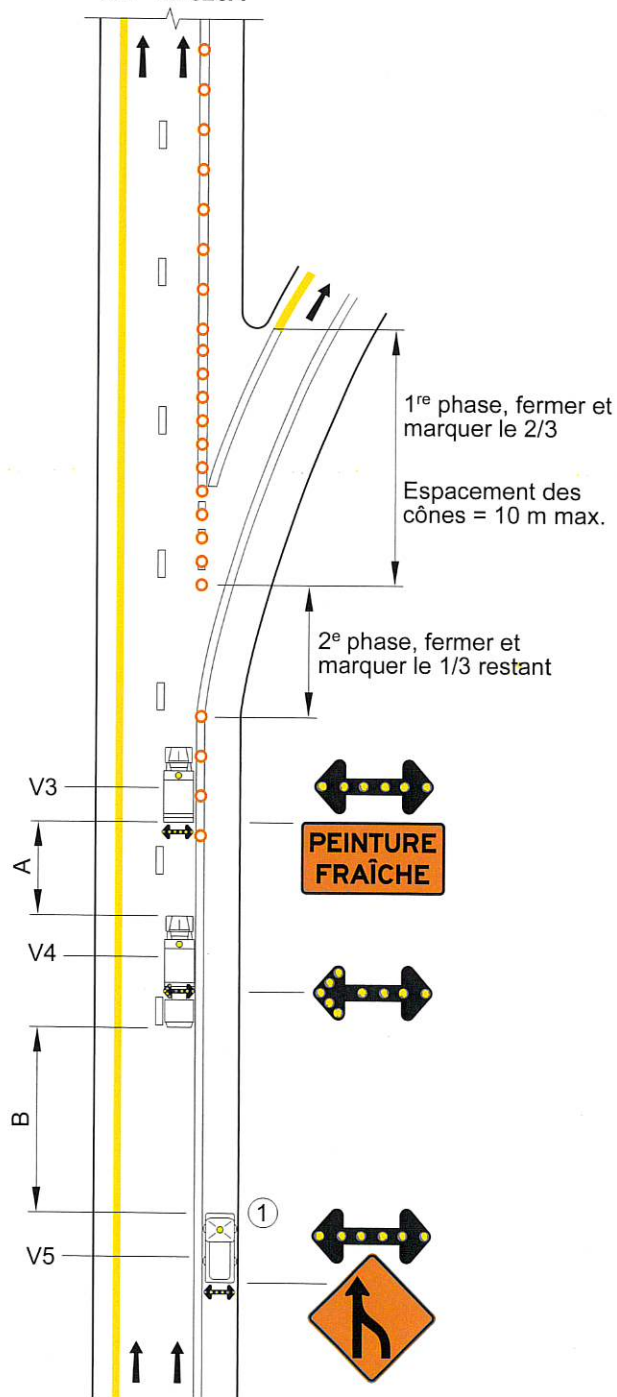 1re phase, fermer et
marquer le 2/3
Espacement des
cônes = 10 m max.
2e phase, fermer et
marquer le 1/3 restant
V3
PEINTURE
FRAÎCHE
A
V4
B
1
V5